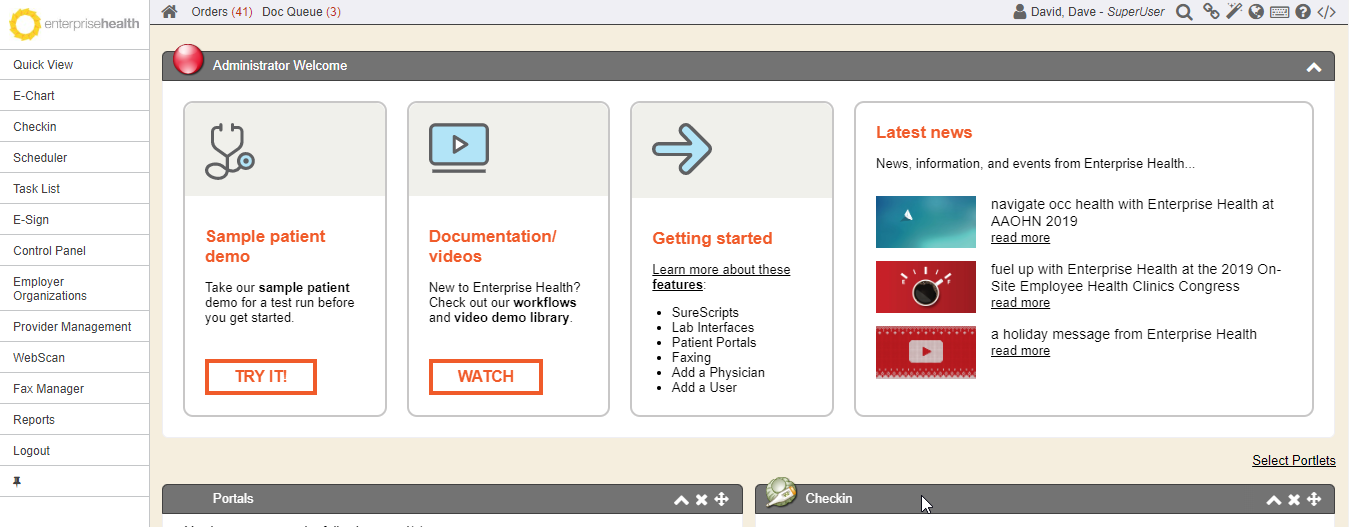 enterprisehealth
Orders (41) Doc Queue (3)
David, Dave - SuperUser
Quick View
E-Chart
Checkin
Scheduler
Task List
E-Sign
Control Panel
Employer
Organizations
Provider Management
WebScan
Fax Manager
Reports
Logout
Administrator Welcome
Sample patient
demo
Take our sample patient
demo for a test run before
you get started.
TRY IT!
Documentation/
videos
New to Enterprise Health?
Check out our workflows
and video demo library.
WATCH
Getting started
Learn more about these
features:
SureScripts
Lab Interfaces
Patient Portals
Faxing
Add a Physician
Add a User
Latest news
News, information, and events from Enterprise Health...
navigate occ health with Enterprise Health at
AAOHN 2019
read more
fuel up with Enterprise Health at the 2019 On-
Site Employee Health Clinics Congress
read more
a holiday message from Enterprise Health
read more
Select Portlets
Portals
Checkin